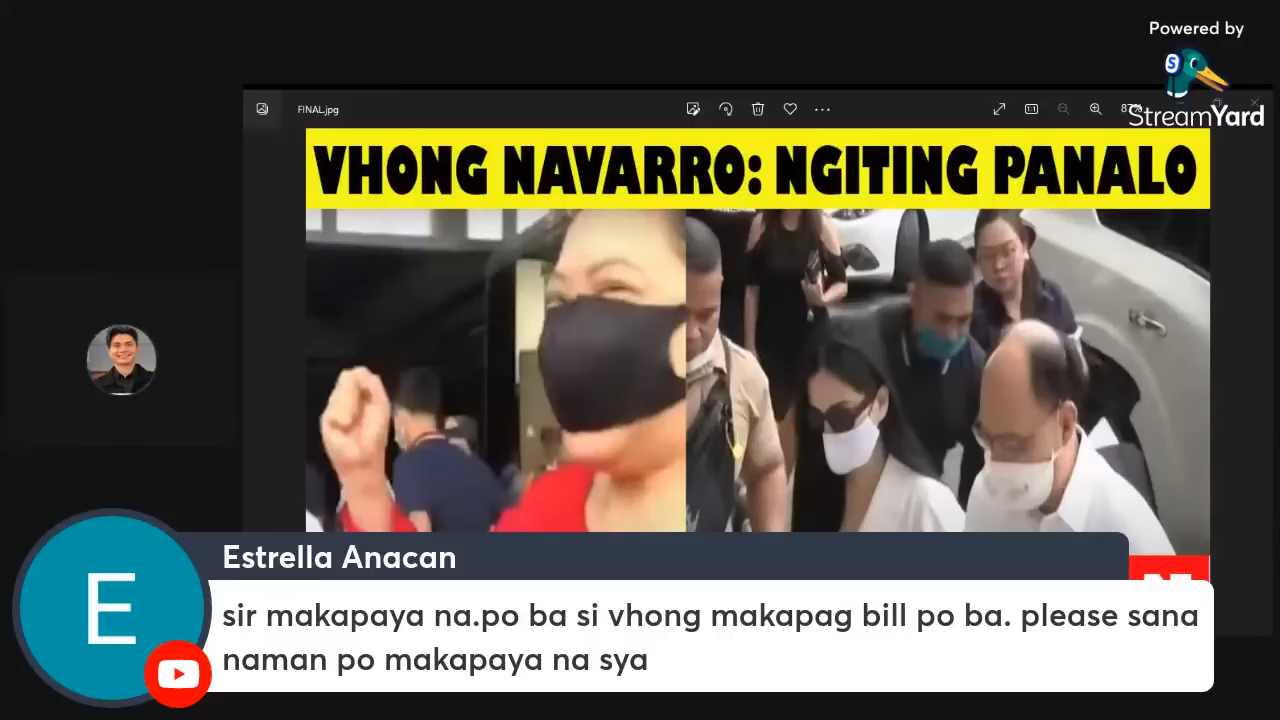 Powered by
StreamYard
FINAL.jpg
87%
VHONG NAVARRO: NGITING PANALO
E
Estrella Anacan
sir makapaya na.po ba si vhong makapag bill po ba. please sana
naman po makapaya na sya